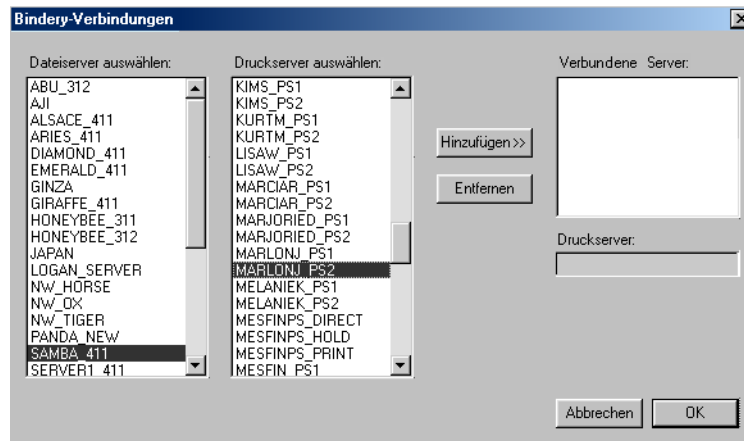 Bindery-Verbindungen
Dateiserver auswählen:
ABU_312
AJI
ALSACE_411
ARIES_411
DIAMOND_411
EMERALD_411
GINZA
GIRAFFE_411
HONEYBEE_311
HONEYBEE_312
JAPAN
LOGAN_SERVER
NW_HORSE
NW_OX
NW_TIGER
PANDA_NEW
SAMBA_411
SERVER1_411
Druckserver auswählen:
KIMS_PS1
KIMS_PS2
KURTM_PS1
KURTM_PS2
LISAW_PS1
LISAW_PS2
MARCIAR_PS1
MARCIAR_PS2
MARJORIED_PS1
MARJORIED_PS2
MARLONJ_PS1
MARLONJ_PS2
MELANIEK_PS1
MELANIEK_PS2
MESFINPS_DIRECT
MESFINPS_HOLD
MESFINPS_PRINT
MESFIN_PS1
Hinzufügen>>
Entfernen
Verbundene Server:
Druckserver:
Abbrechen
OK